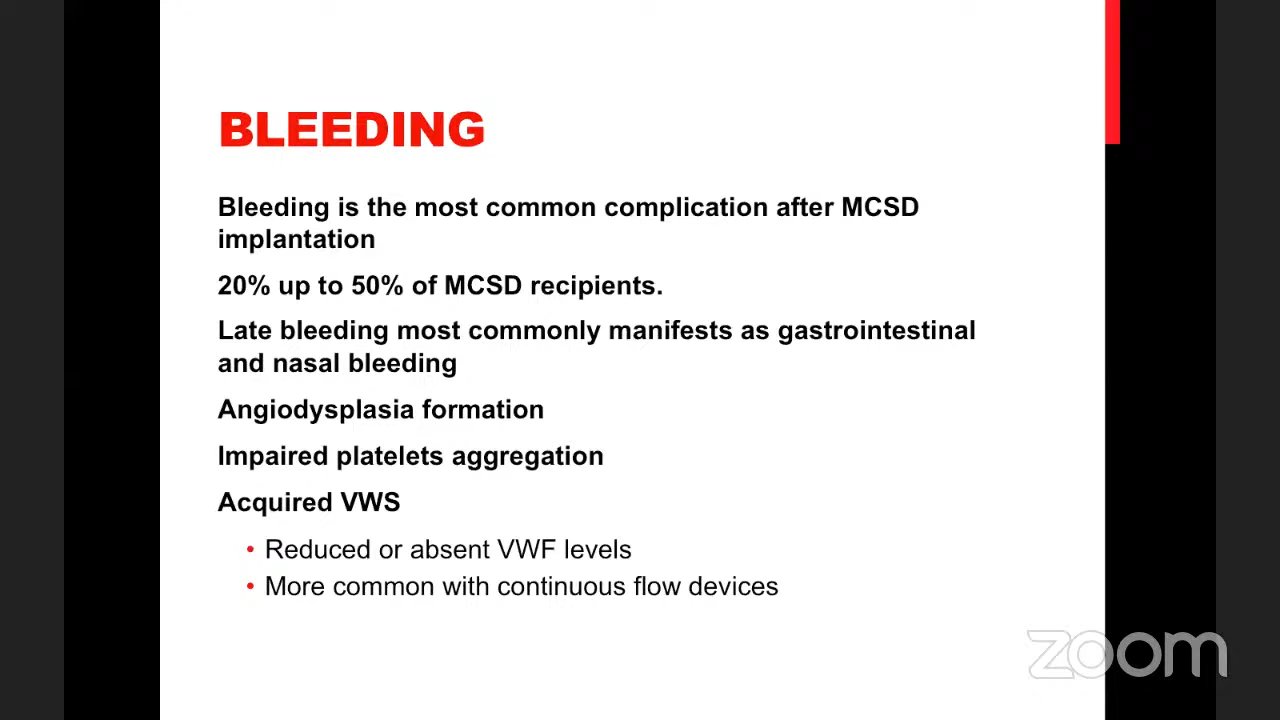 BLEEDING
Bleeding is the most common complication after MCSD
implantation
20% up to 50% of MCSD recipients.
Late bleeding most commonly manifests as gastrointestinal
and nasal bleeding
Angiodysplasia formation
Impaired platelets aggregation
Acquired VWS
• Reduced or absent VWF levels
• More common with continuous flow devices
zoom